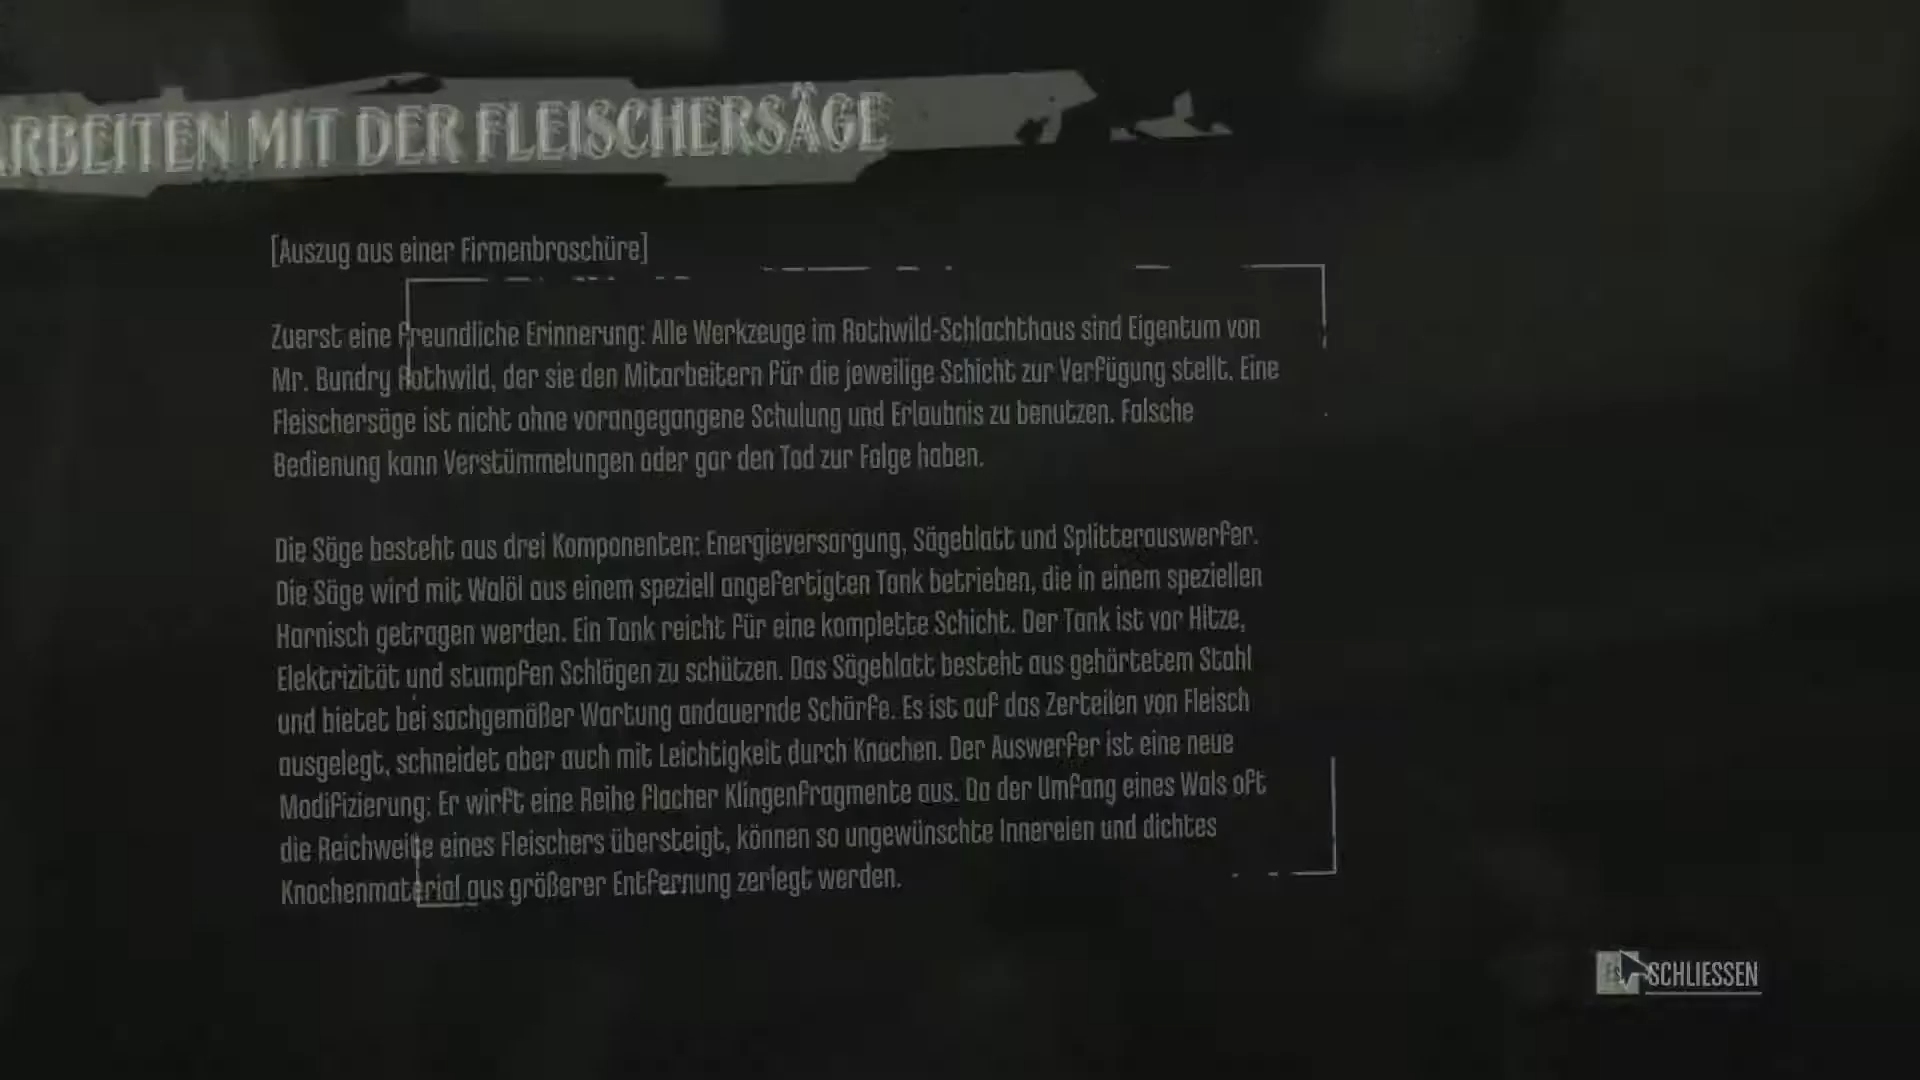 ARBEITEN MIT DER FLEISCHERSÄGE
[Auszug aus einer Firmenbroschüre]
Zuerst eine freundliche Erinnerung: Alle Werkzeuge im Rothwild-Schlachthaus sind Eigentum von
Mr. Bundry Rothwild, der sie den Mitarbeitern für die jeweilige Schicht zur Verfügung stellt. Eine
Fleischersäge ist nicht ohne vorangegangene Schulung und Erlaubnis zu benutzen. Falsche
Bedienung kann Verstümmelungen oder gar den Tod zur Folge haben.
Die Säge besteht aus drei Komponenten: Energieversorgung, Sägeblatt und Splitterauswerfer.
Die Säge wird mit Walöl aus einem speziell angefertigten Tank betrieben, die in einem speziellen
Harnisch getragen werden. Ein Tank reicht für eine komplette Schicht. Der Tank ist vor Hitze,
Elektrizität und stumpfen Schlägen zu schützen. Das Sägeblatt besteht aus gehärtetem Stahl
und bietet bei sachgemäßer Wartung andauernde Schärfe. Es ist auf das Zerteilen von Fleisch
ausgelegt, schneidet aber auch mit Leichtigkeit durch Knochen. Der Auswerfer ist eine neue
Modifizierung: Er wirft eine Reihe flacher Klingenfragmente aus. Da der Umfang eines Wals oft
die Reichweite eines Fleischers übersteigt, können so ungewünschte Innereien und dichtes
Knochenmaterial aus größerer Entfernung zerlegt werden.
SCHLIESSEN